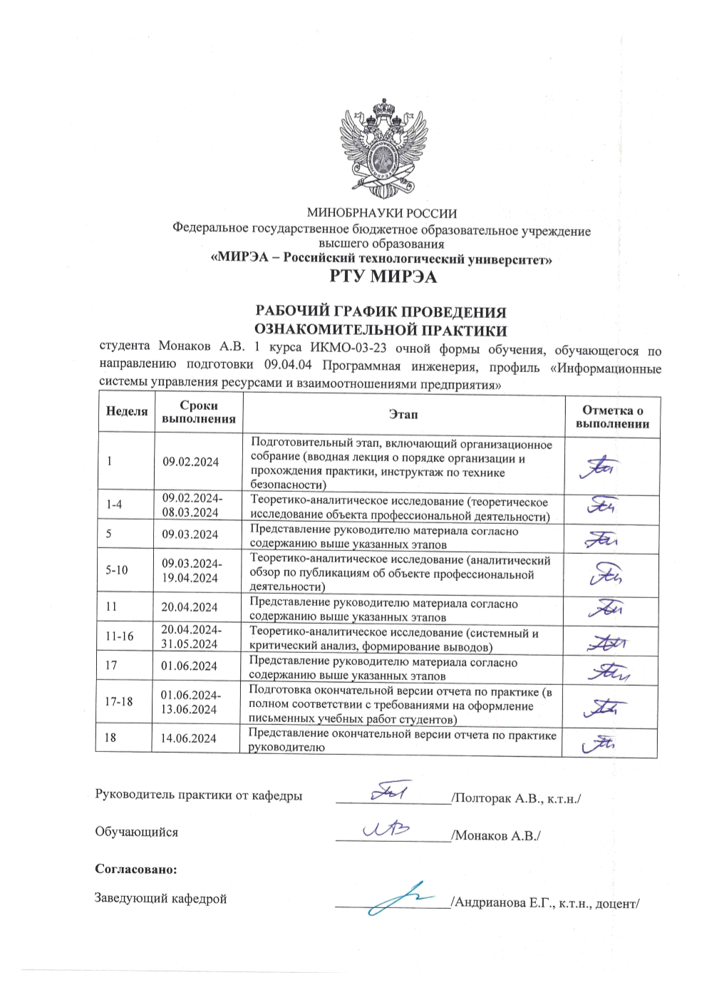 МИНОБРНАУКИ РОССИИ
Федеральное государственное бюджетное образовательное учреждение
высшего образования
«МИРЭА – Российский технологический университет»
РТУ МИРЭА
РАБОЧИЙ ГРАФИК ПРОВЕДЕНИЯ
ОЗНАКОМИТЕЛЬНОЙ ПРАКТИКИ
студента Монаков А.В. 1 курса ИКМО-03-23 очной формы обучения, обучающегося по
направлению подготовки 09.04.04 Программная инженерия, профиль «Информационные
системы управления ресурсами и взаимоотношениями предприятия»
Неделя
Сроки
выполнения
Этап
Отметка о
выполнении
1
09.02.2024
Подготовительный этап, включающий организационное
собрание (вводная лекция о порядке организации и
прохождения практики, инструктаж по технике
безопасности)
1-4
09.02.2024-
08.03.2024
Теоретико-аналитическое исследование (теоретическое
исследование объекта профессиональной деятельности)
5
09.03.2024
Представление руководителю материала согласно
содержанию выше указанных этапов
5-10
09.03.2024-
19.04.2024
Теоретико-аналитическое исследование (аналитический
обзор по публикациям об объекте профессиональной
деятельности)
11
20.04.2024
Представление руководителю материала согласно
содержанию выше указанных этапов
11-16
20.04.2024-
31.05.2024
Теоретико-аналитическое исследование (системный и
критический анализ, формирование выводов)
17
01.06.2024
Представление руководителю материала согласно
содержанию выше указанных этапов
17-18
01.06.2024-
13.06.2024
Подготовка окончательной версии отчета по практике (в
полном соответствии с требованиями на оформление
письменных учебных работ студентов)
18
14.06.2024
Представление окончательной версии отчета по практике
руководителю
Руководитель практики от кафедры /Полторак А.В., к.т.н./
Обучающийся /Монаков А.В./
Согласовано:
Заведующий кафедрой /Андрианова Е.Г., к.т.н., доцент/